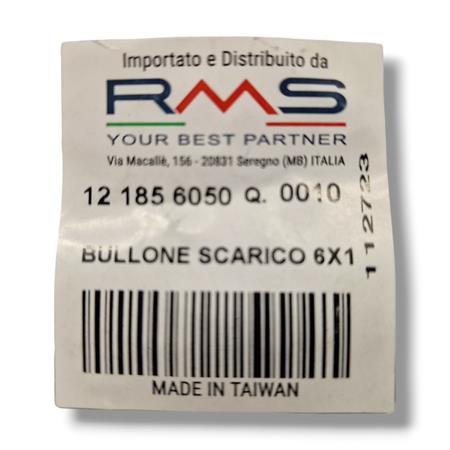 Importato e Distribuito da
RMS
YOUR BEST PARTNER
Via Macallè, 156 - 20831 Seregno (MB) ITALIA
12 185 6050 Q. 0010
112723
BULLONE SCARICO 6X1
MADE IN TAIWAN